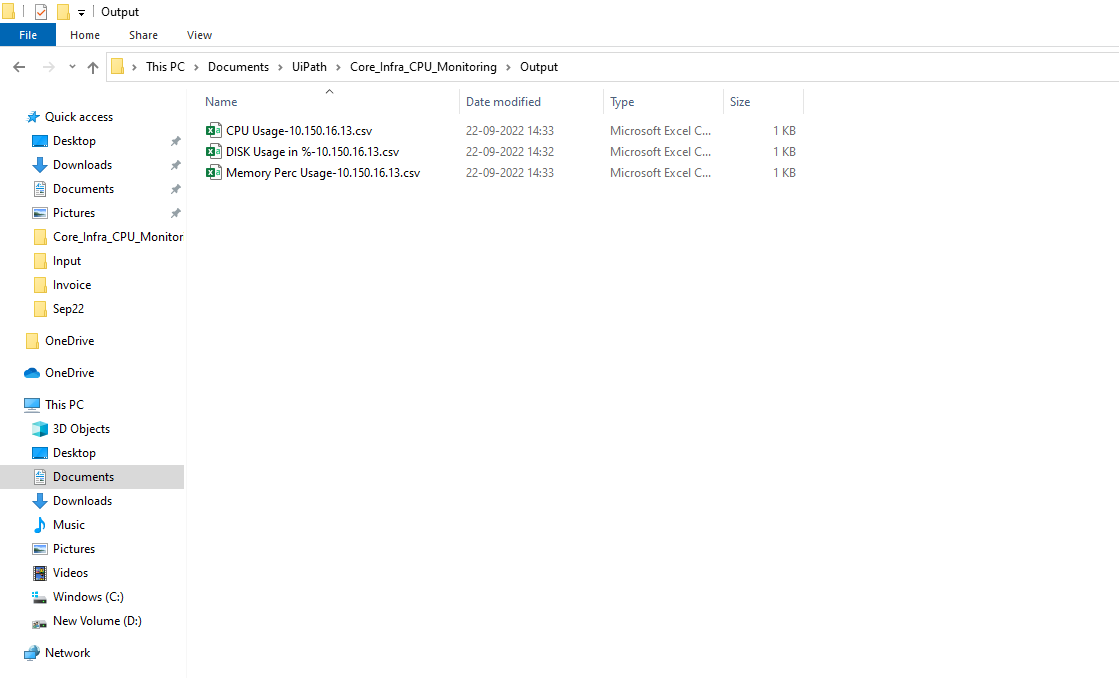 Output
File Home Share View
This PC > Documents > UiPath > Core_Infra_CPU_Monitoring > Output
Name Date modified Type Size
CPU Usage-10.150.16.13.csv 22-09-2022 14:33 Microsoft Excel C... 1 KB
DISK Usage in %-10.150.16.13.csv 22-09-2022 14:32 Microsoft Excel C... 1 KB
Memory Perc Usage-10.150.16.13.csv 22-09-2022 14:33 Microsoft Excel C... 1 KB
Quick access
Desktop
Downloads
Documents
Pictures
Core_Infra_CPU_Monitor
Input
Invoice
Sep22
OneDrive
OneDrive
This PC
3D Objects
Desktop
Documents
Downloads
Music
Pictures
Videos
Windows (C:)
New Volume (D:)
Network